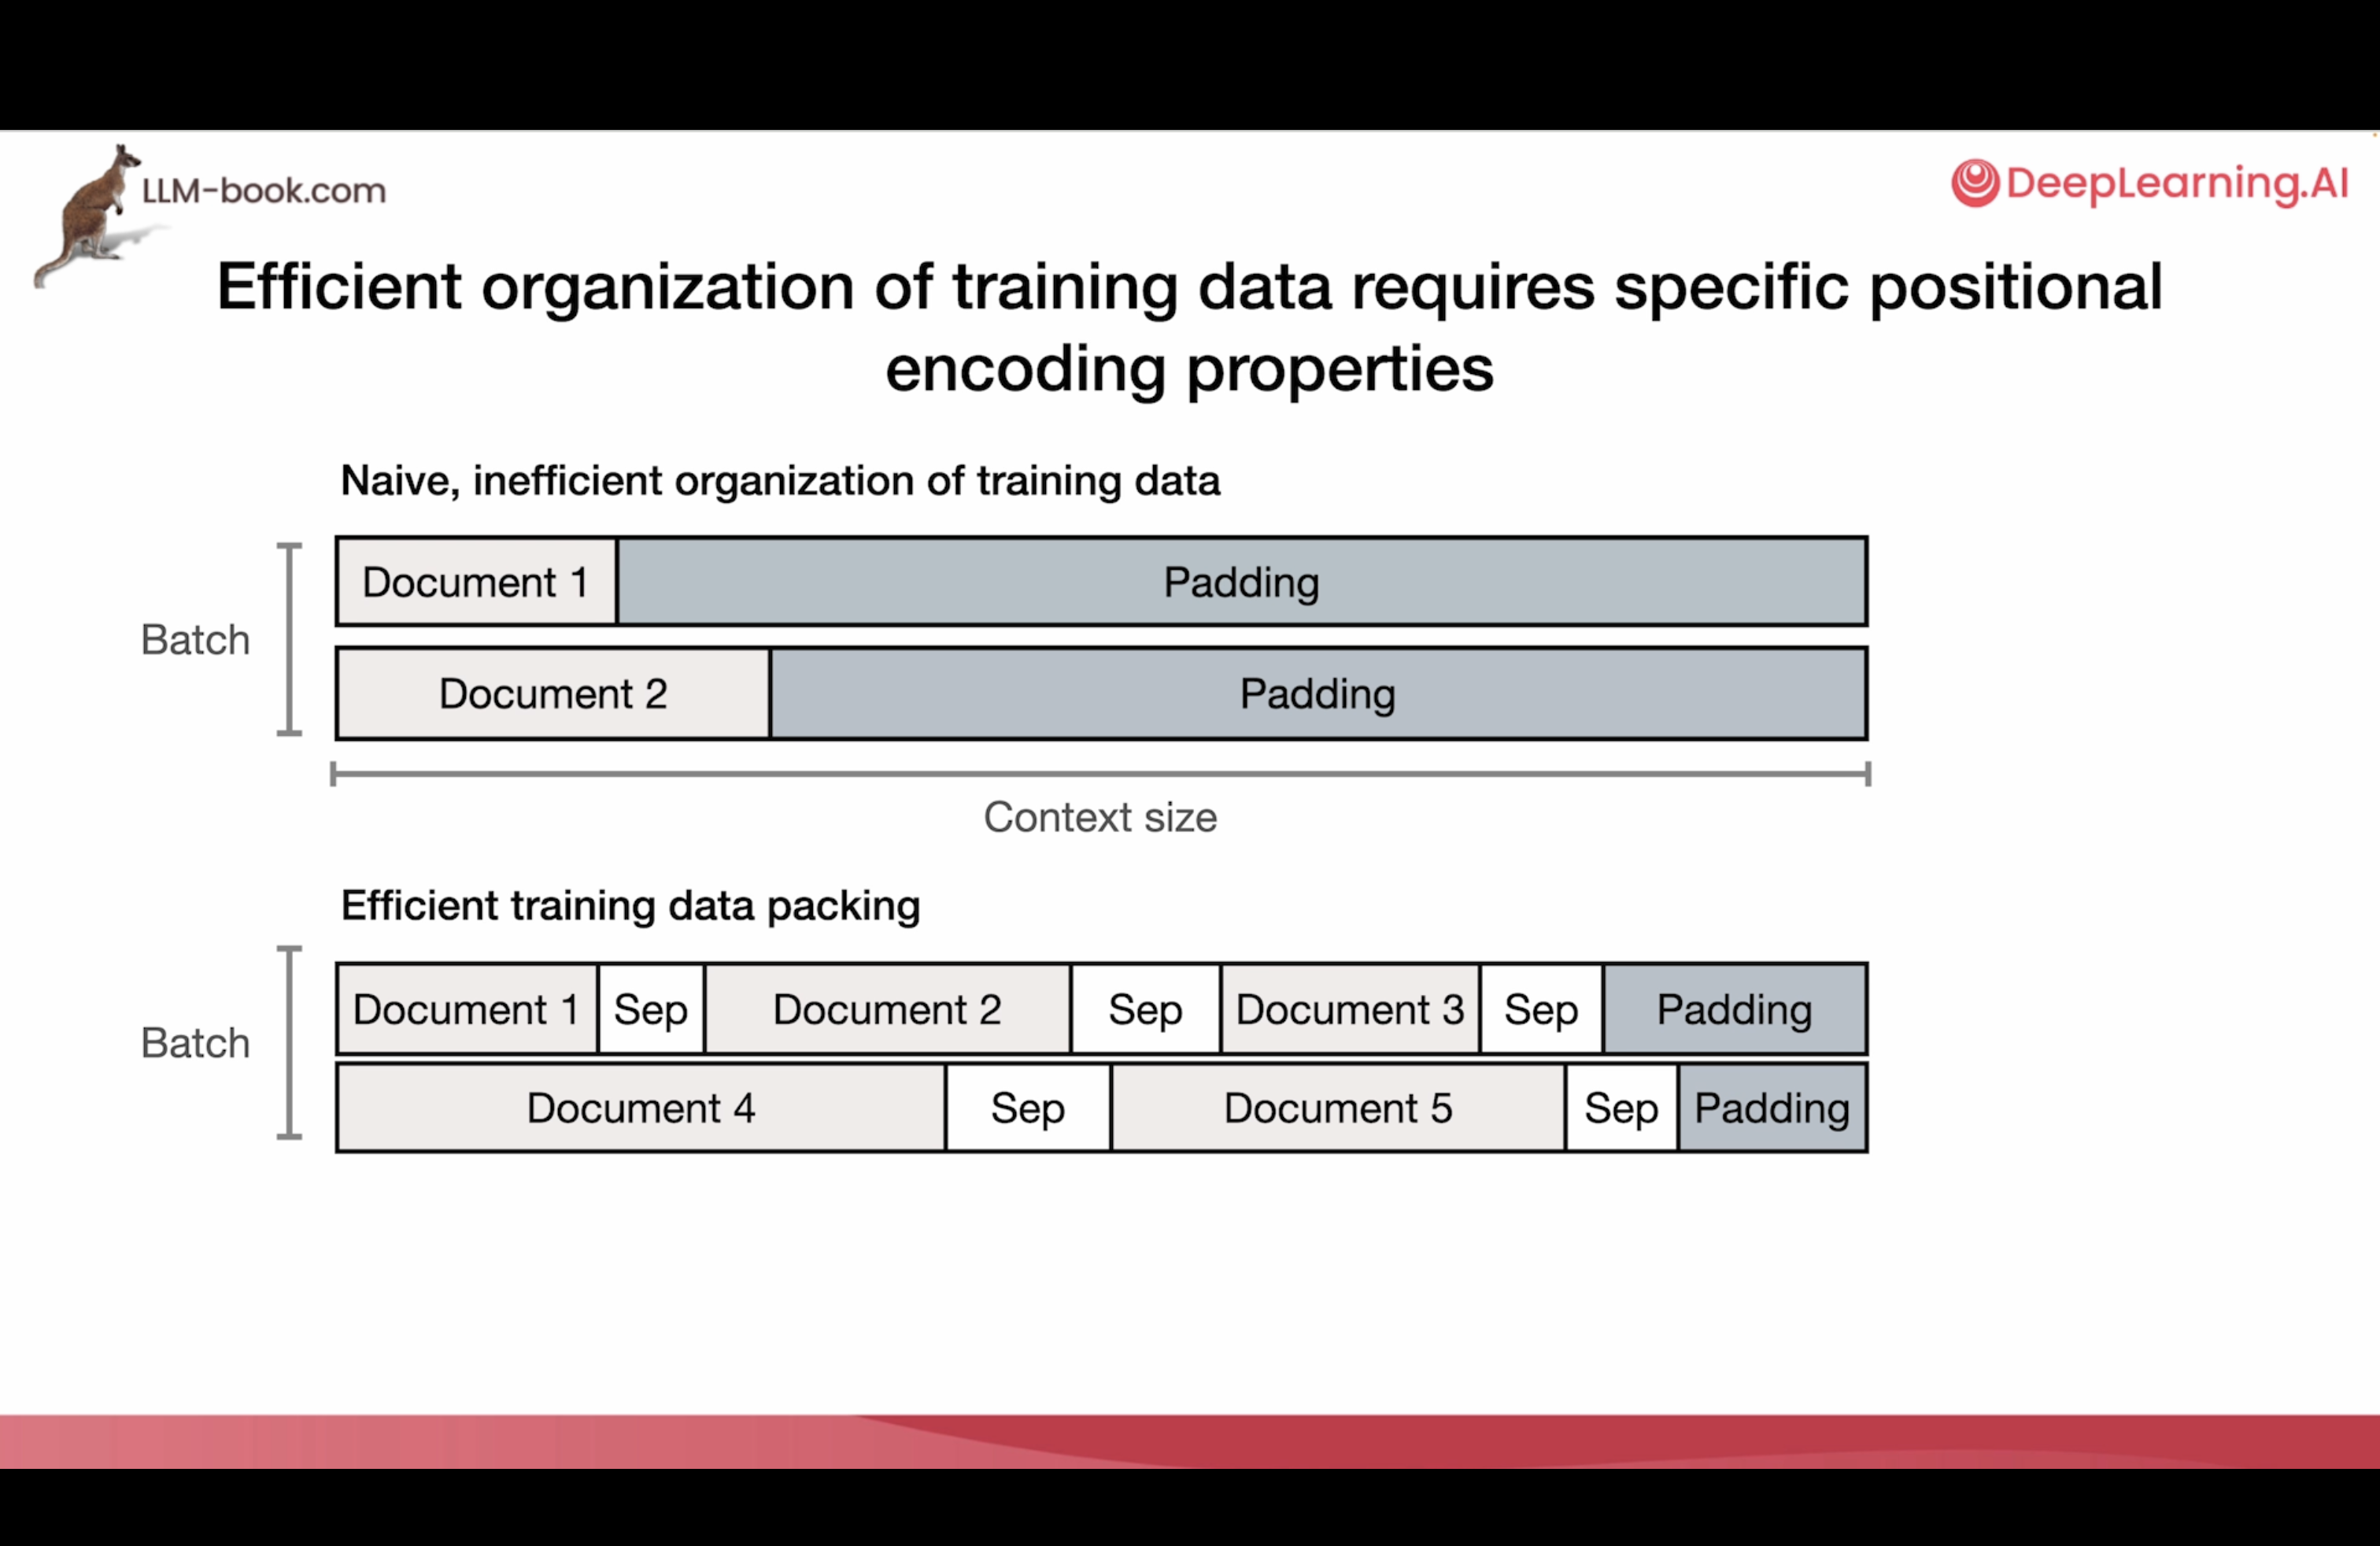 LLM-book.com
DeepLearning.AI
Efficient organization of training data requires specific positional
encoding properties
Naive, inefficient organization of training data
Document 1 Padding
Batch
Document 2 Padding
Context size
Efficient training data packing
Document 1 Sep Document 2 Sep Document 3 Sep Padding
Batch
Document 4 Sep Document 5 Sep Padding